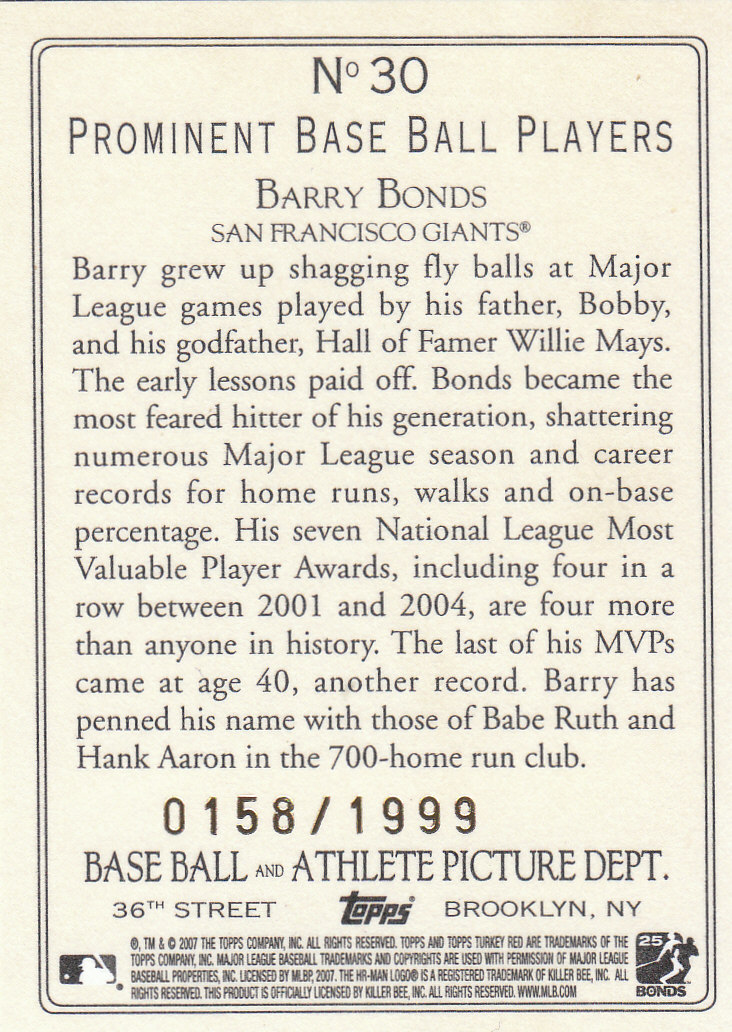 Nº 30
PROMINENT BASE BALL PLAYERS
BARRY BONDS
SAN FRANCISCO GIANTS®
Barry grew up shagging fly balls at Major
League games played by his father, Bobby,
and his godfather, Hall of Famer Willie Mays.
The early lessons paid off. Bonds became the
most feared hitter of his generation, shattering
numerous Major League season and career
records for home runs, walks and on-base
percentage. His seven National League Most
Valuable Player Awards, including four in a
row between 2001 and 2004, are four more
than anyone in history. The last of his MVPs
came at age 40, another record. Barry has
penned his name with those of Babe Ruth and
Hank Aaron in the 700-home run club.
0158/1999
BASE BALL AND ATHLETE PICTURE DEPT.
36TH STREET topps® BROOKLYN, NY
®, TM & © 2007 THE TOPPS COMPANY, INC. ALL RIGHTS RESERVED. TOPPS AND TOPPS TURKEY RED ARE TRADEMARKS OF THE
TOPPS COMPANY, INC. MAJOR LEAGUE BASEBALL TRADEMARKS AND COPYRIGHTS ARE USED WITH PERMISSION OF MAJOR LEAGUE
BASEBALL PROPERTIES, INC. LICENSED BY MLBP, 2007. THE HR-MAN LOGO® IS A REGISTERED TRADEMARK OF KILLER BEE, INC. ALL
RIGHTS RESERVED. THIS PRODUCT IS OFFICIALLY LICENSED BY KILLER BEE, INC. ALL RIGHTS RESERVED. WWW.MLB.COM
25
BONDS